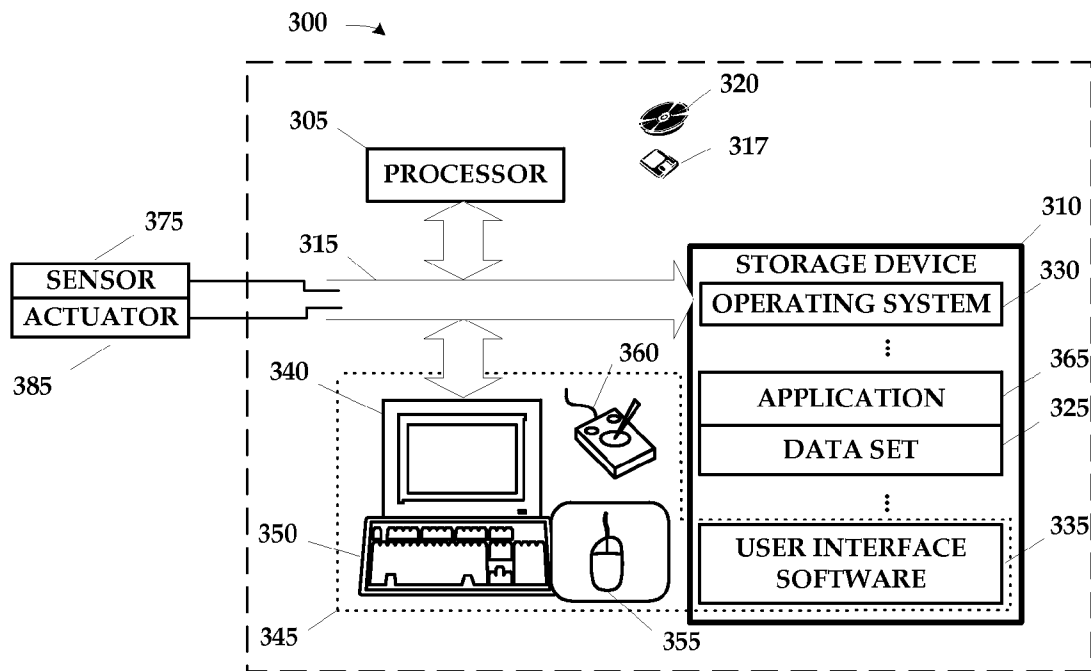 300
320
305
317
PROCESSOR
375
315
310
SENSOR
STORAGE DEVICE
330
ACTUATOR
OPERATING SYSTEM
385
340
360
365
APPLICATION
325
DATA SET
350
335
USER INTERFACE
SOFTWARE
345
355